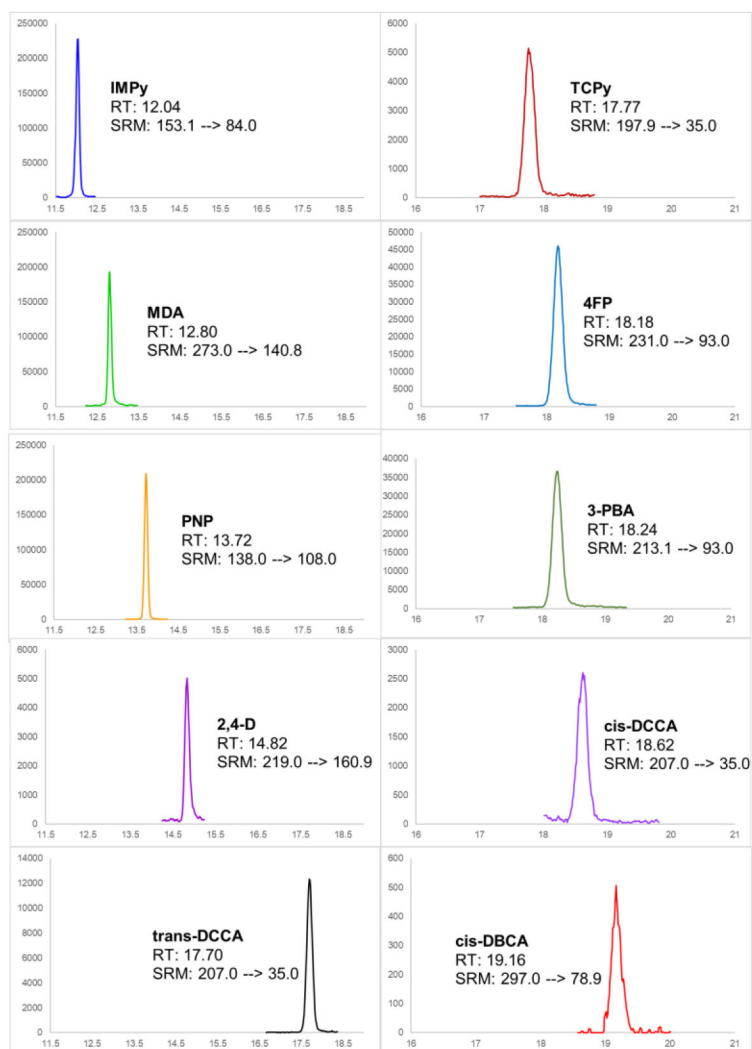 250000
200000
150000
100000
50000
0
IMPy
RT: 12.04
SRM: 153.1 --> 84.0
11.5 12.5 13.5 14.5 15.5 16.5 17.5 18.5
6000
5000
4000
3000
2000
1000
0
TCPy
RT: 17.77
SRM: 197.9 --> 35.0
16 17 18 19 20 21
250000
200000
150000
100000
50000
0
MDA
RT: 12.80
SRM: 273.0 --> 140.8
11.5 12.5 13.5 14.5 15.5 16.5 17.5 18.5
50000
45000
40000
35000
30000
25000
20000
15000
10000
5000
0
4FP
RT: 18.18
SRM: 231.0 --> 93.0
16 17 18 19 20 21
250000
200000
150000
100000
50000
0
PNP
RT: 13.72
SRM: 138.0 --> 108.0
11.5 12.5 13.5 14.5 15.5 16.5 17.5 18.5
40000
35000
30000
25000
20000
15000
10000
5000
0
3-PBA
RT: 18.24
SRM: 213.1 --> 93.0
16 17 18 19 20 21
6000
5000
4000
3000
2000
1000
0
2,4-D
RT: 14.82
SRM: 219.0 --> 160.9
11.5 12.5 13.5 14.5 15.5 16.5 17.5 18.5
3000
2500
2000
1500
1000
500
0
cis-DCCA
RT: 18.62
SRM: 207.0 --> 35.0
16 17 18 19 20 21
14000
12000
10000
8000
6000
4000
2000
0
trans-DCCA
RT: 17.70
SRM: 207.0 --> 35.0
11.5 12.5 13.5 14.5 15.5 16.5 17.5 18.5
600
500
400
300
200
100
0
cis-DBCA
RT: 19.16
SRM: 297.0 --> 78.9
16 17 18 19 20 21